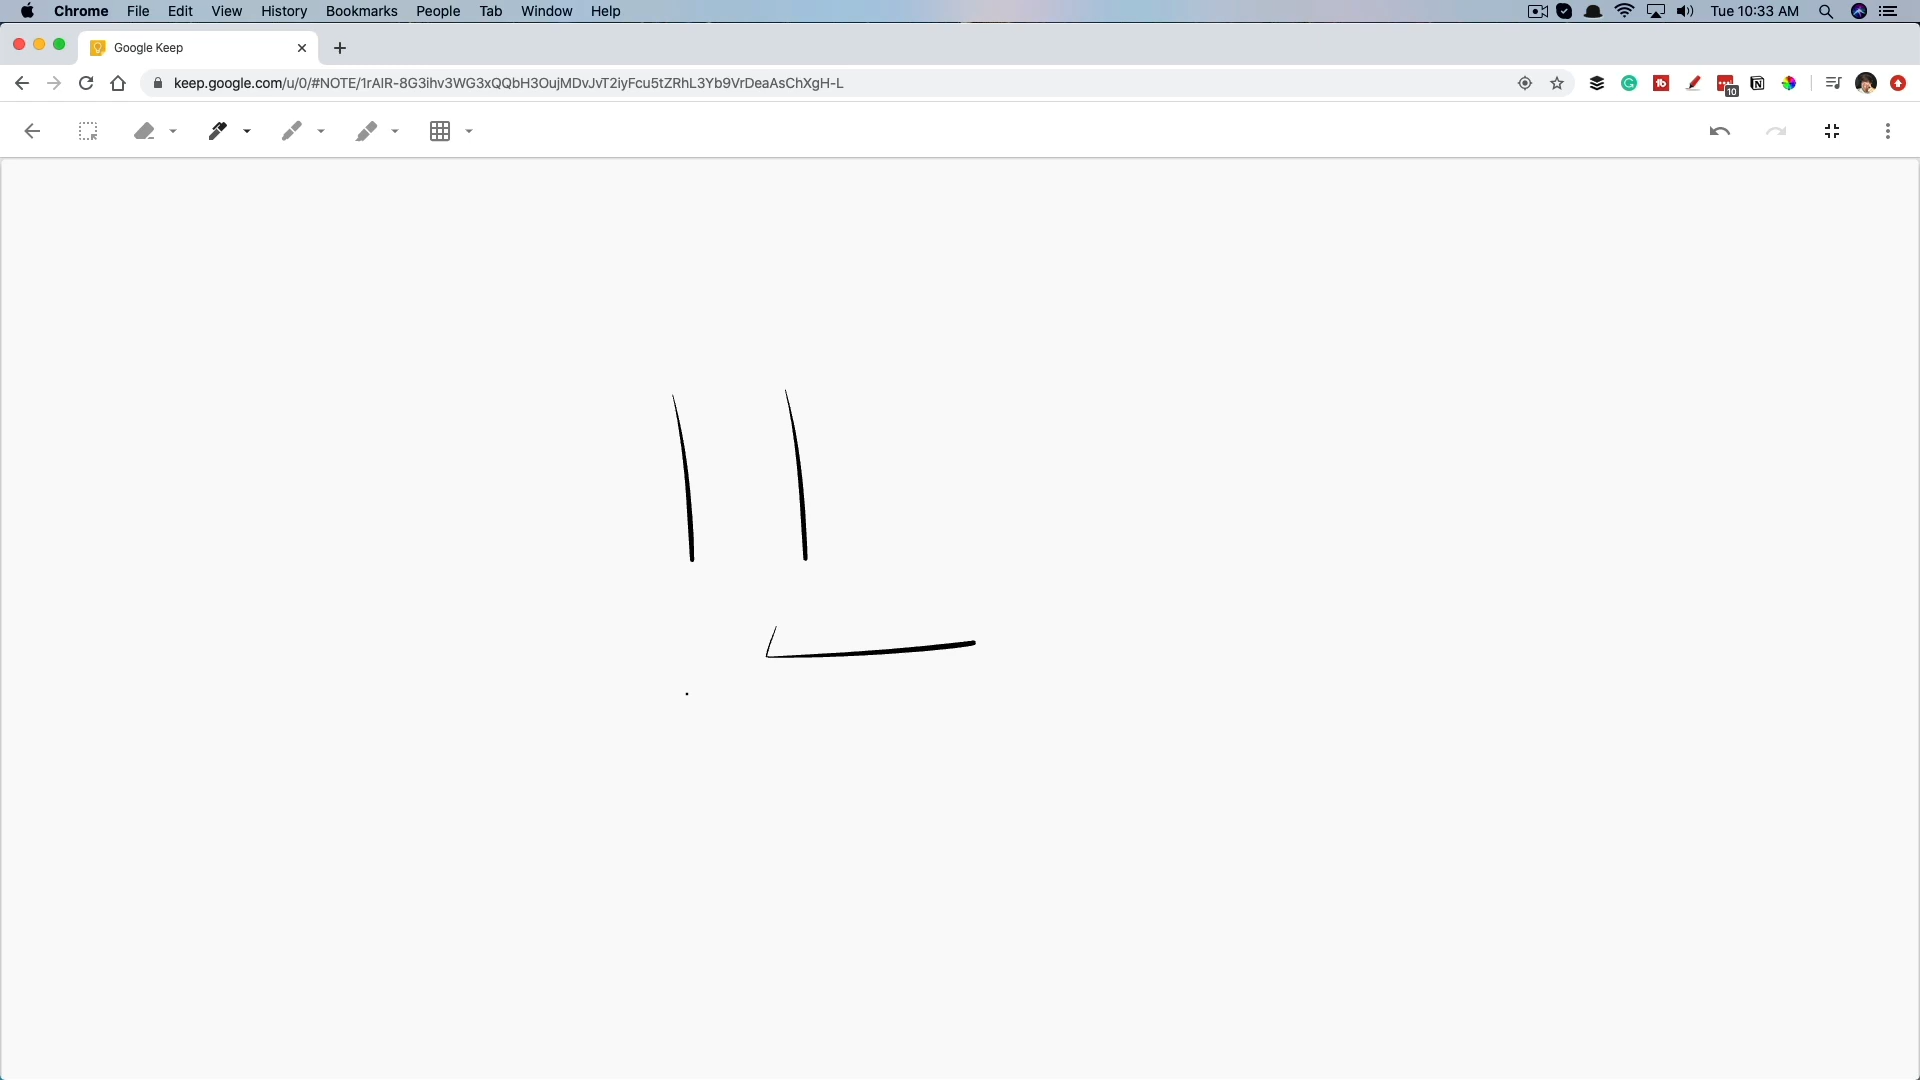 Chrome File Edit View History Bookmarks People Tab Window Help Tue 10:33 AM
Google Keep
keep.google.com/u/0/#NOTE/1rAIR-8G3ihv3WG3xQQbH3OujMDvJvT2iyFcu5tZRhL3Yb9VrDeaAsChXgH-L
10